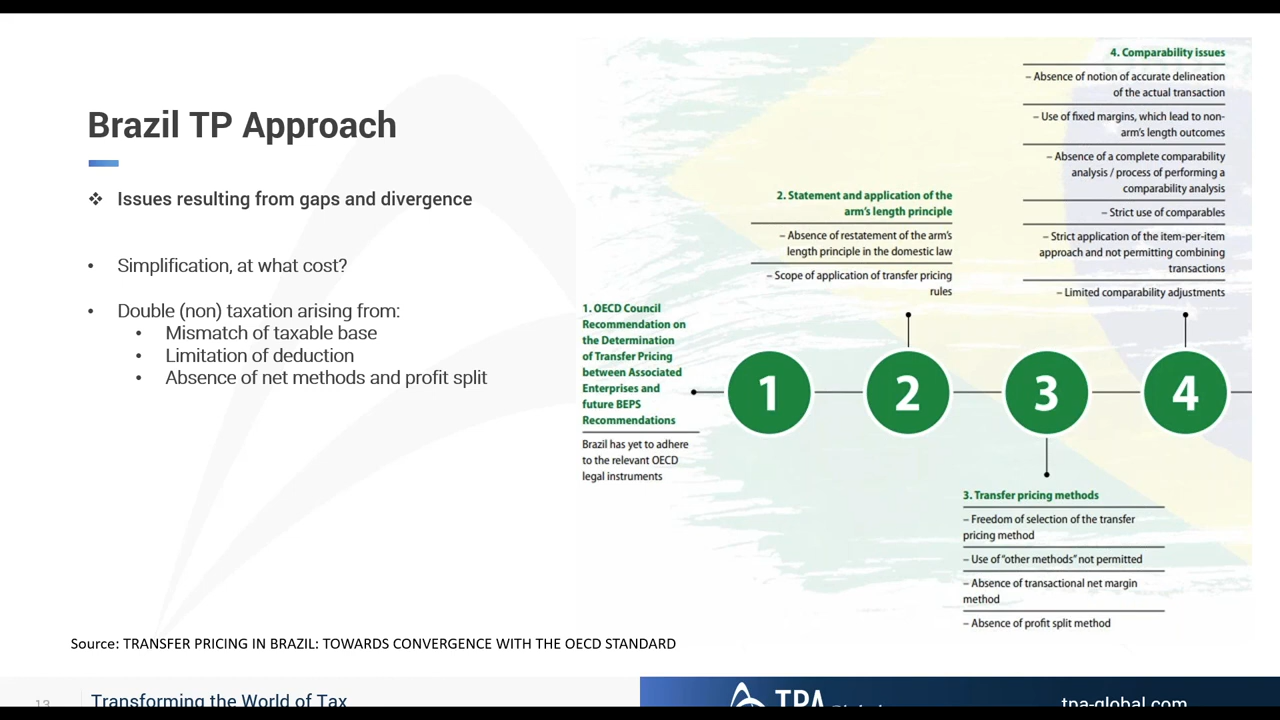 Brazil TP Approach
❖ Issues resulting from gaps and divergence
• Simplification, at what cost?
• Double (non) taxation arising from:
• Mismatch of taxable base
• Limitation of deduction
• Absence of net methods and profit split
1. OECD Council
Recommendation on
the Determination
of Transfer Pricing
between Associated
Enterprises and
future BEPS
Recommendations
Brazil has yet to adhere
to the relevant OECD
legal instruments
1
2. Statement and application of the
arm's length principle
– Absence of restatement of the arm's
length principle in the domestic law
– Scope of application of transfer pricing
rules
2
3
3. Transfer pricing methods
– Freedom of selection of the transfer
pricing method
– Use of "other methods" not permitted
– Absence of transactional net margin
method
– Absence of profit split method
4. Comparability issues
– Absence of notion of accurate delineation
of the actual transaction
– Use of fixed margins, which lead to non-
arm's length outcomes
– Absence of a complete comparability
analysis / process of performing a
comparability analysis
– Strict use of comparables
– Strict application of the item-per-item
approach and not permitting combining
transactions
– Limited comparability adjustments
4
Source: TRANSFER PRICING IN BRAZIL: TOWARDS CONVERGENCE WITH THE OECD STANDARD
13
Transforming the World of Tax
TPA Global
tpa-global.com